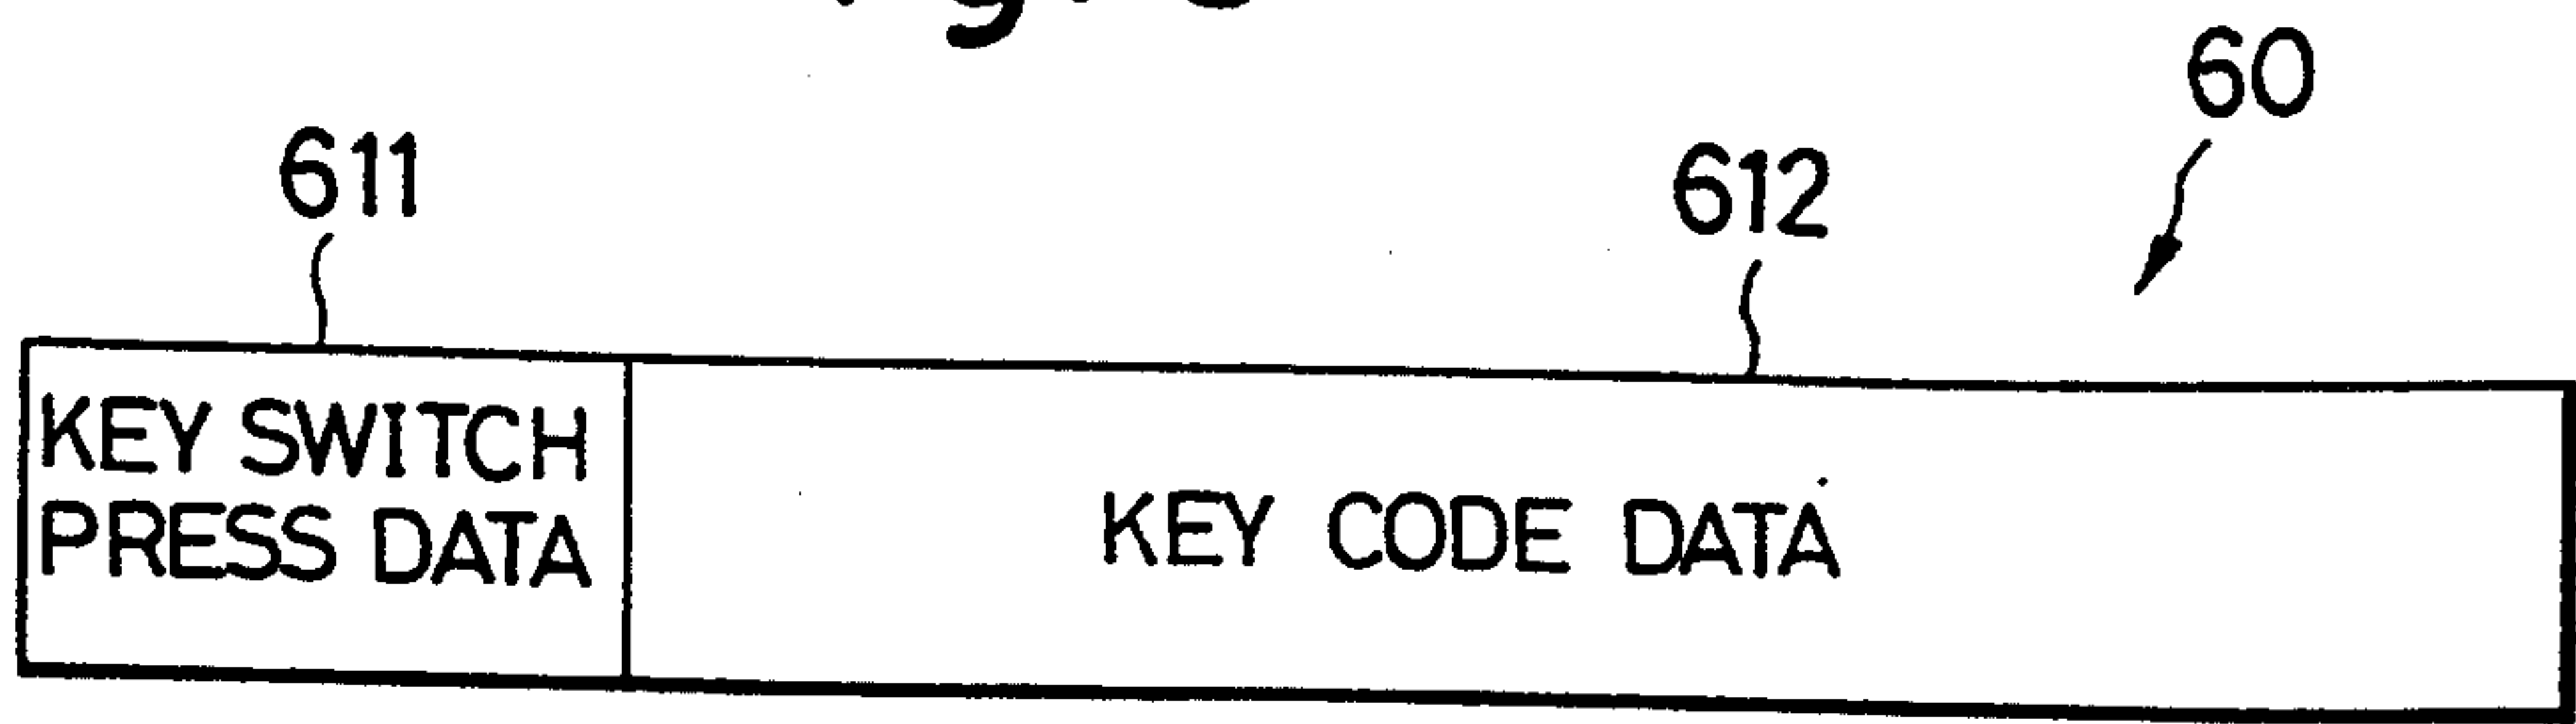 60
611
612
KEY SWITCH
PRESS DATA
KEY CODE DATA